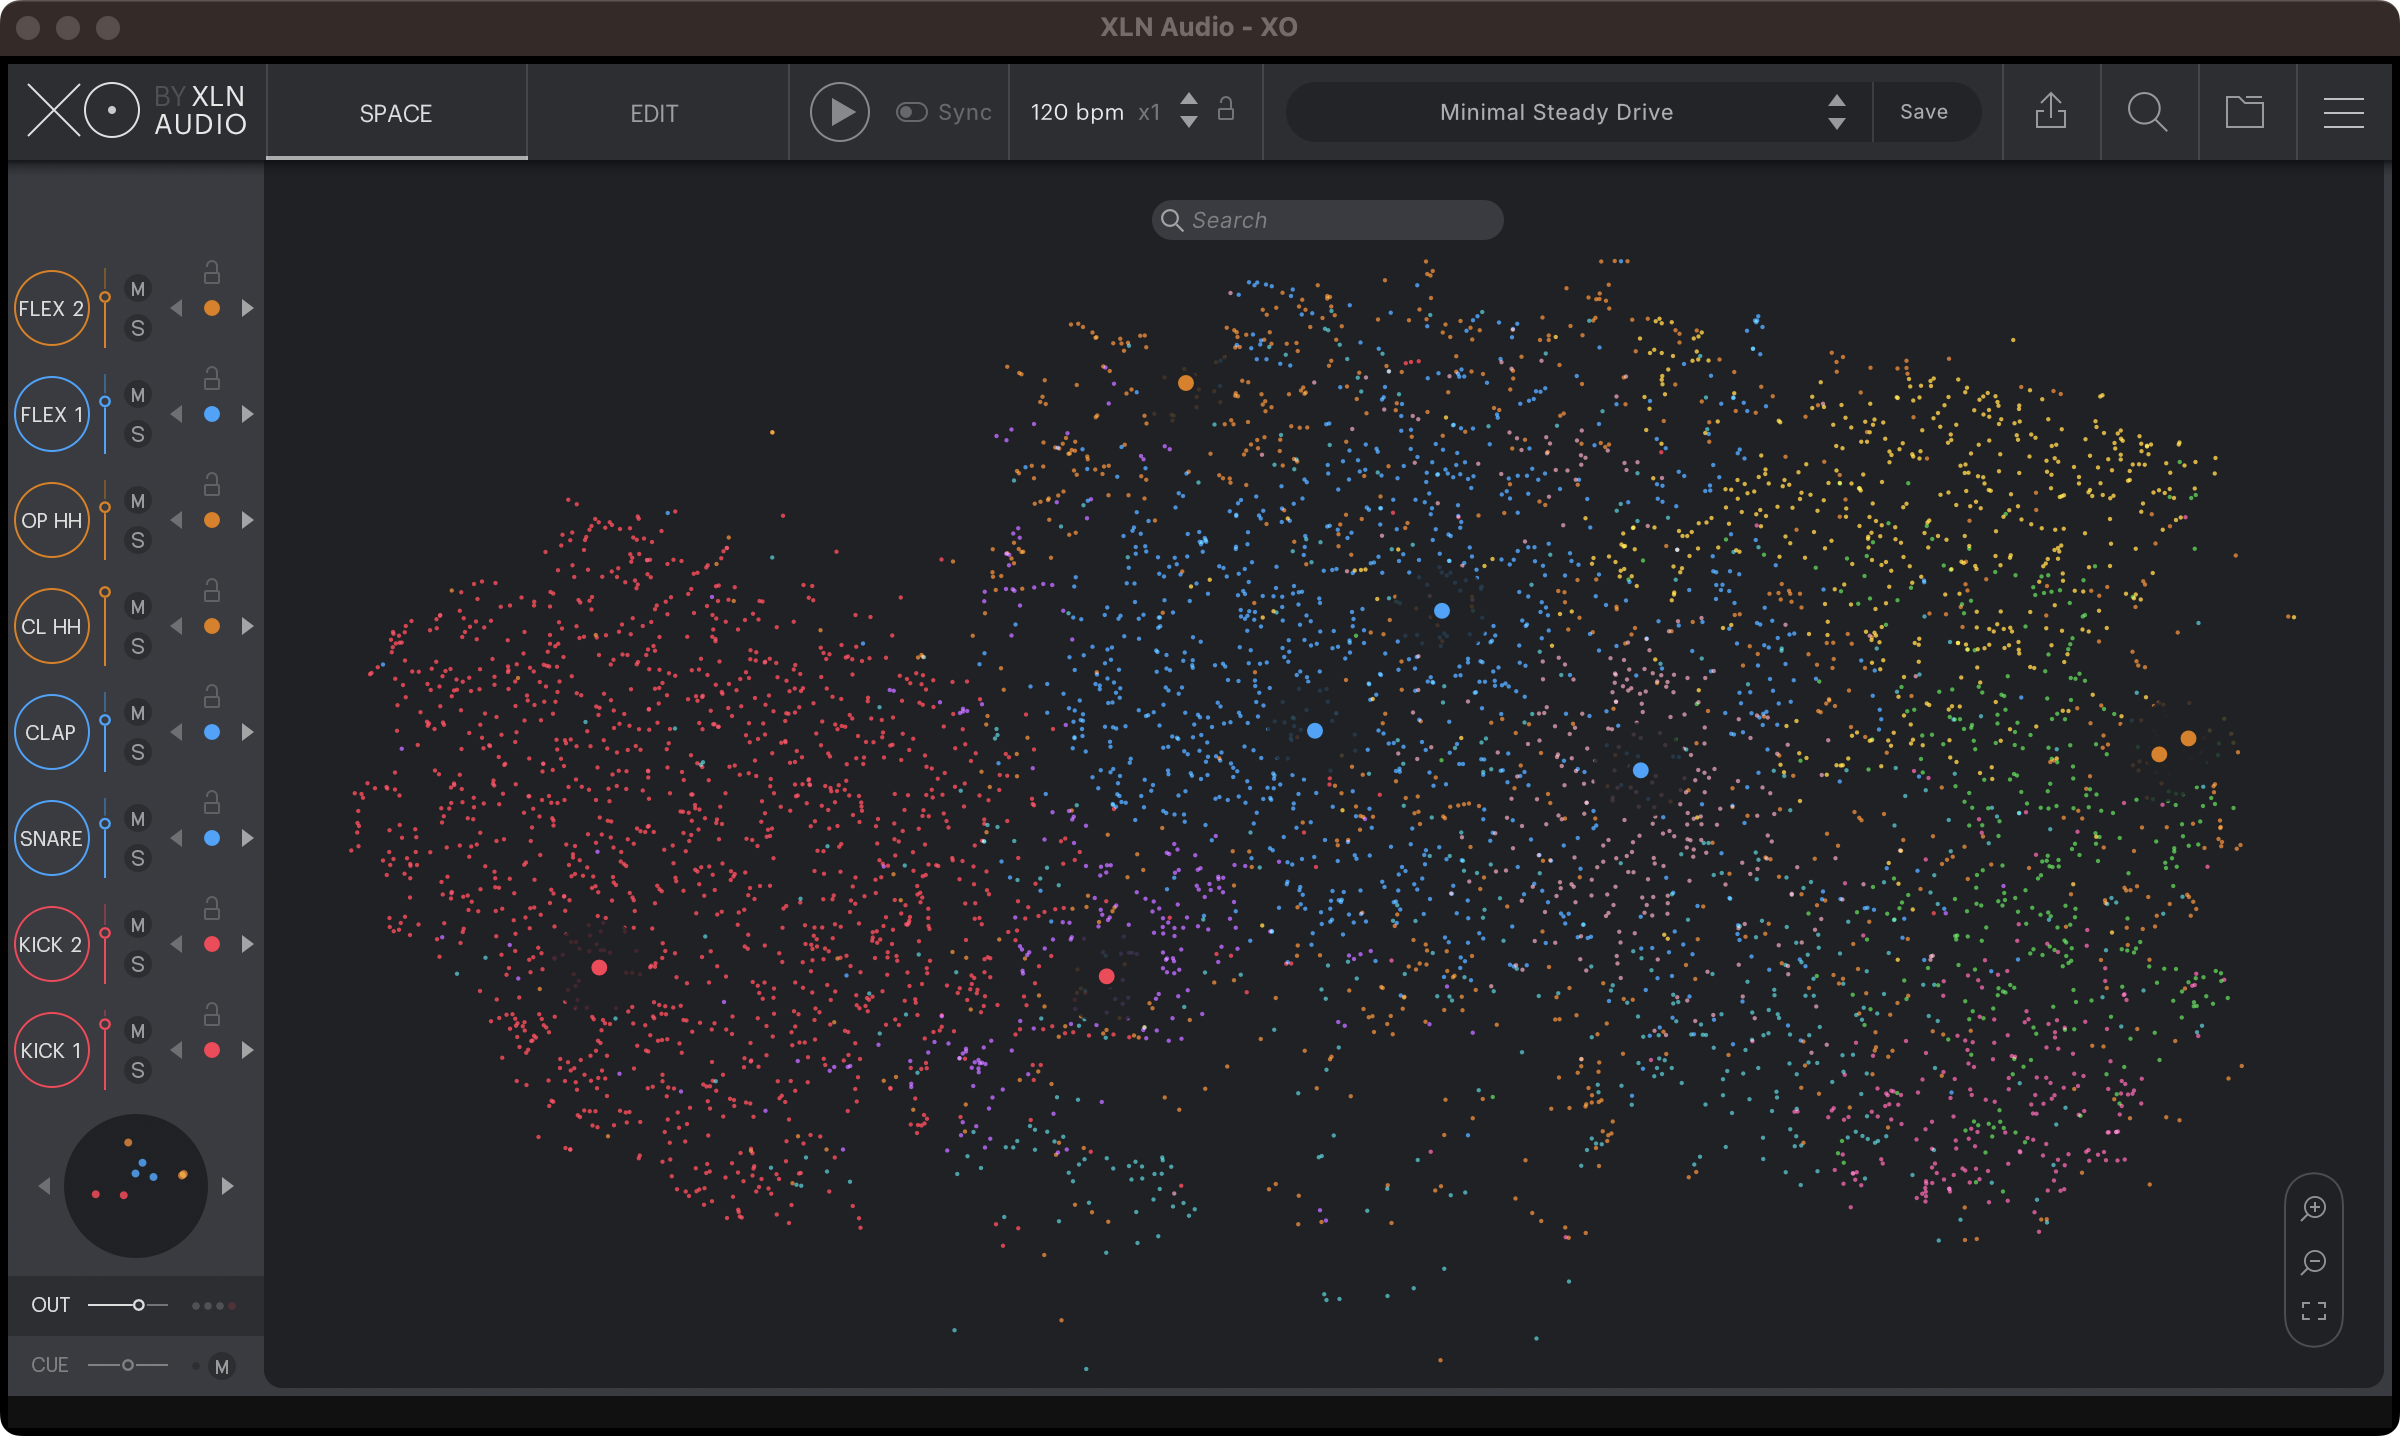 XLN Audio - XO
XO BY XLN
AUDIO
SPACE
EDIT
Sync
120 bpm x1
Minimal Steady Drive
Save
Search
FLEX 2
M
S
FLEX 1
M
S
OP HH
M
S
CL HH
M
S
CLAP
M
S
SNARE
M
S
KICK 2
M
S
KICK 1
M
S
OUT
CUE
M